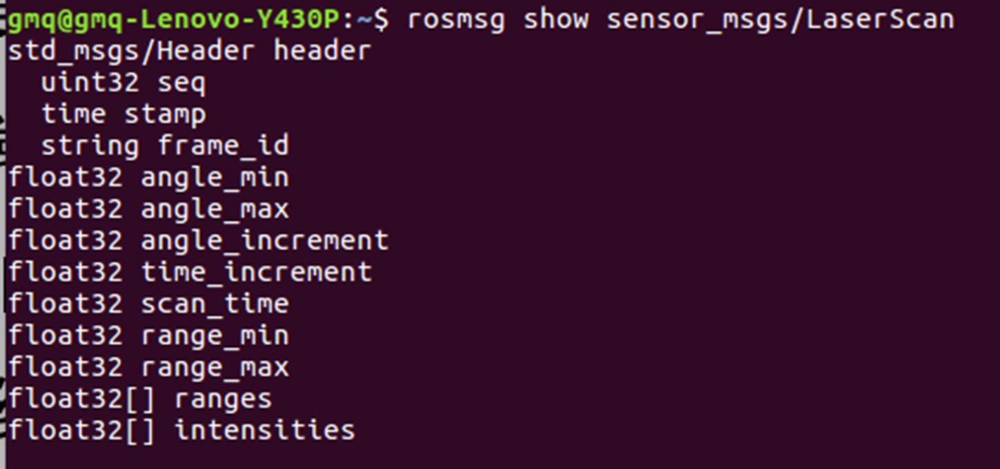 gmq@gmq-Lenovo-Y430P:~$ rosmsg show sensor_msgs/LaserScan
std_msgs/Header header
  uint32 seq
  time stamp
  string frame_id
float32 angle_min
float32 angle_max
float32 angle_increment
float32 time_increment
float32 scan_time
float32 range_min
float32 range_max
float32[] ranges
float32[] intensities